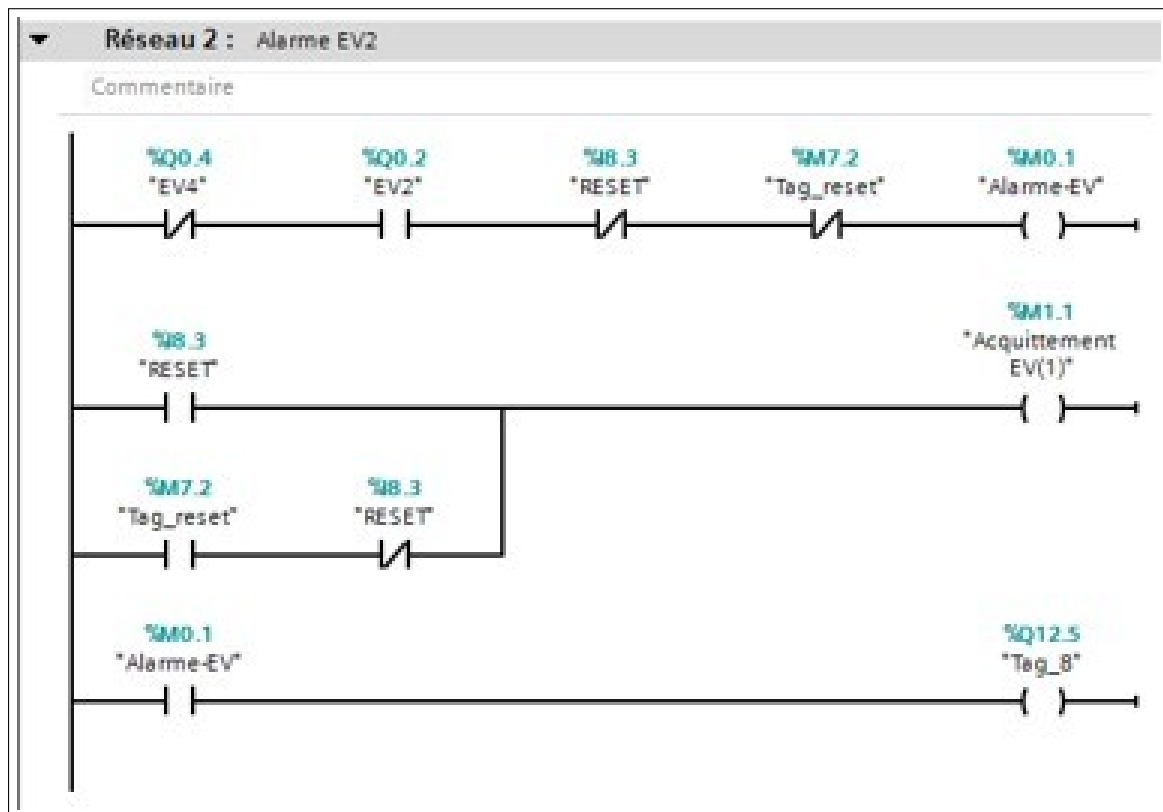 Réseau 2 : Alarme EV2
Commentaire
%Q0.4 %Q0.2 %I8.3 %M7.2 %M0.1
"EV4" "EV2" "RESET" "Tag_reset" "Alarme-EV"
%M1.1
%I8.3 "Acquittement
"RESET" EV(1)"
%M7.2 %I8.3
"Tag_reset" "RESET"
%M0.1 %Q12.5
"Alarme-EV" "Tag_8"